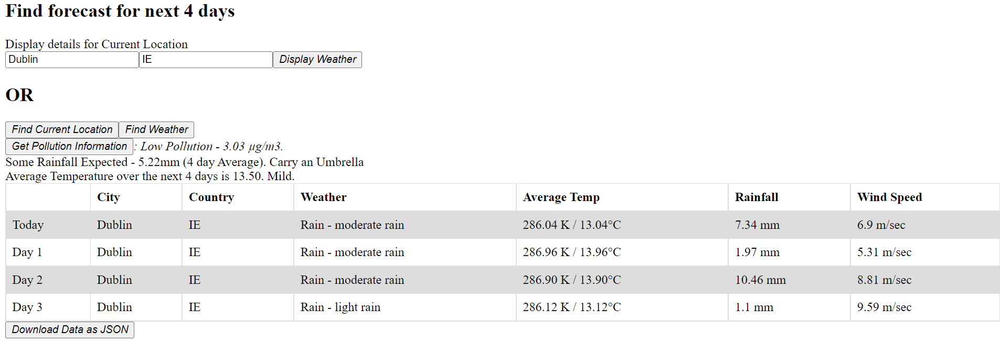 Find forecast for next 4 days
Display details for Current Location
Dublin IE Display Weather
OR
Find Current Location Find Weather
Get Pollution Information : Low Pollution - 3.03 µg/m3.
Some Rainfall Expected - 5.22mm (4 day Average). Carry an Umbrella
Average Temperature over the next 4 days is 13.50. Mild.
City Country Weather Average Temp Rainfall Wind Speed
Today Dublin IE Rain - moderate rain 286.04 K / 13.04°C 7.34 mm 6.9 m/sec
Day 1 Dublin IE Rain - moderate rain 286.96 K / 13.96°C 1.97 mm 5.31 m/sec
Day 2 Dublin IE Rain - moderate rain 286.90 K / 13.90°C 10.46 mm 8.81 m/sec
Day 3 Dublin IE Rain - light rain 286.12 K / 13.12°C 1.1 mm 9.59 m/sec
Download Data as JSON